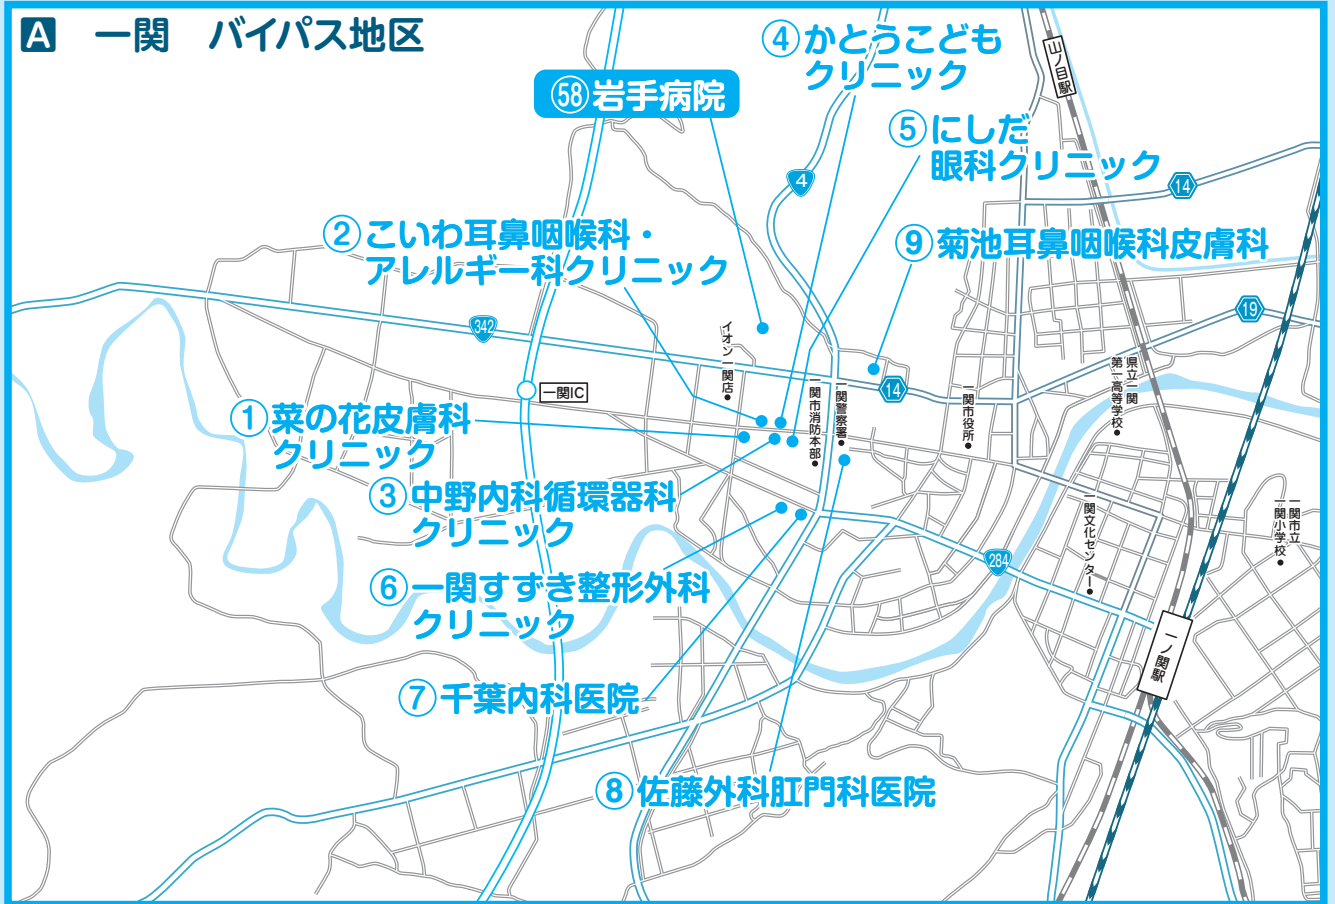 A 一関 バイパス地区
④かとうこども
クリニック
山ノ目駅
㊽岩手病院
⑤にしだ
眼科クリニック
4
14
②こいわ耳鼻咽喉科・
アレルギー科クリニック
⑨菊池耳鼻咽喉科皮膚科
342
19
イオン一関店
県立一関
第一高等学校
一関IC
14
一関市消防本部
一関警察署
一関市役所
①菜の花皮膚科
クリニック
③中野内科循環器科
クリニック
一関文化センター
一関市立
一関小学校
284
⑥一関すずき整形外科
クリニック
一ノ関駅
⑦千葉内科医院
⑧佐藤外科肛門科医院